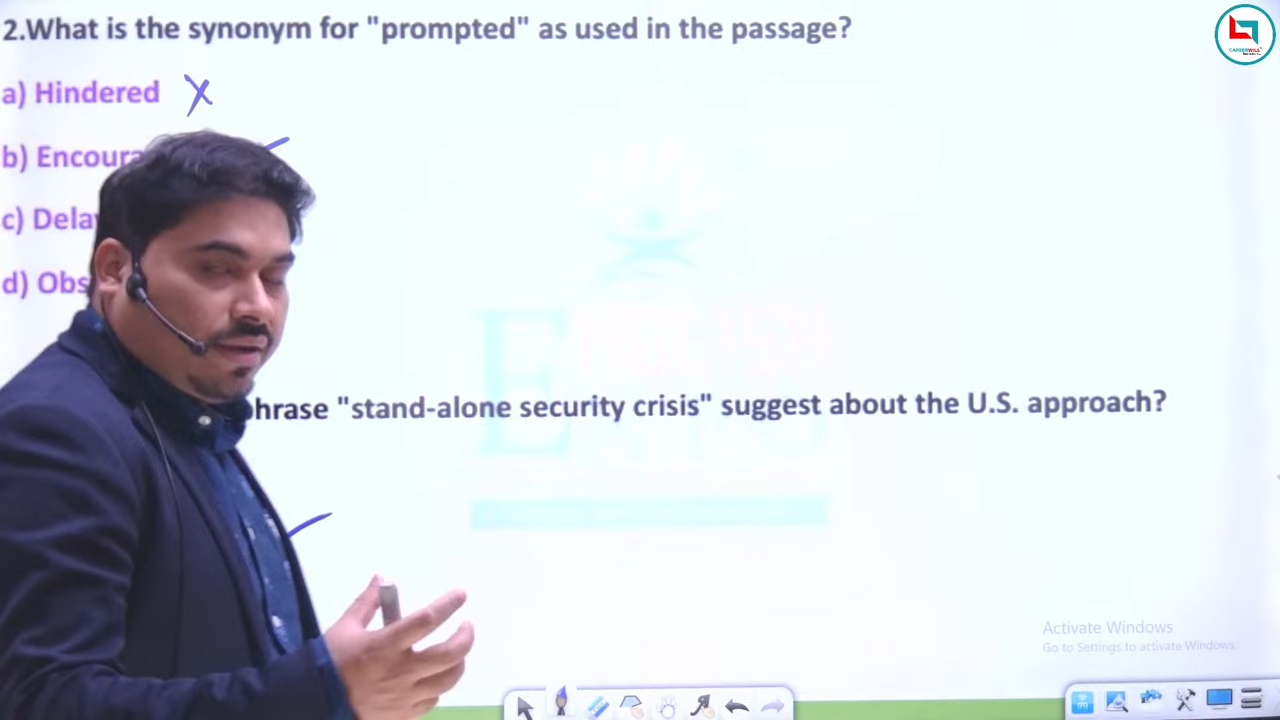 2.What is the synonym for "prompted" as used in the passage?
a) Hindered X
b) Encoura
c) Dela
d) Obs
hrase "stand-alone security crisis" suggest about the U.S. approach?
CAREERWILL
Activate Windows
Go to Settings to activate Windows.